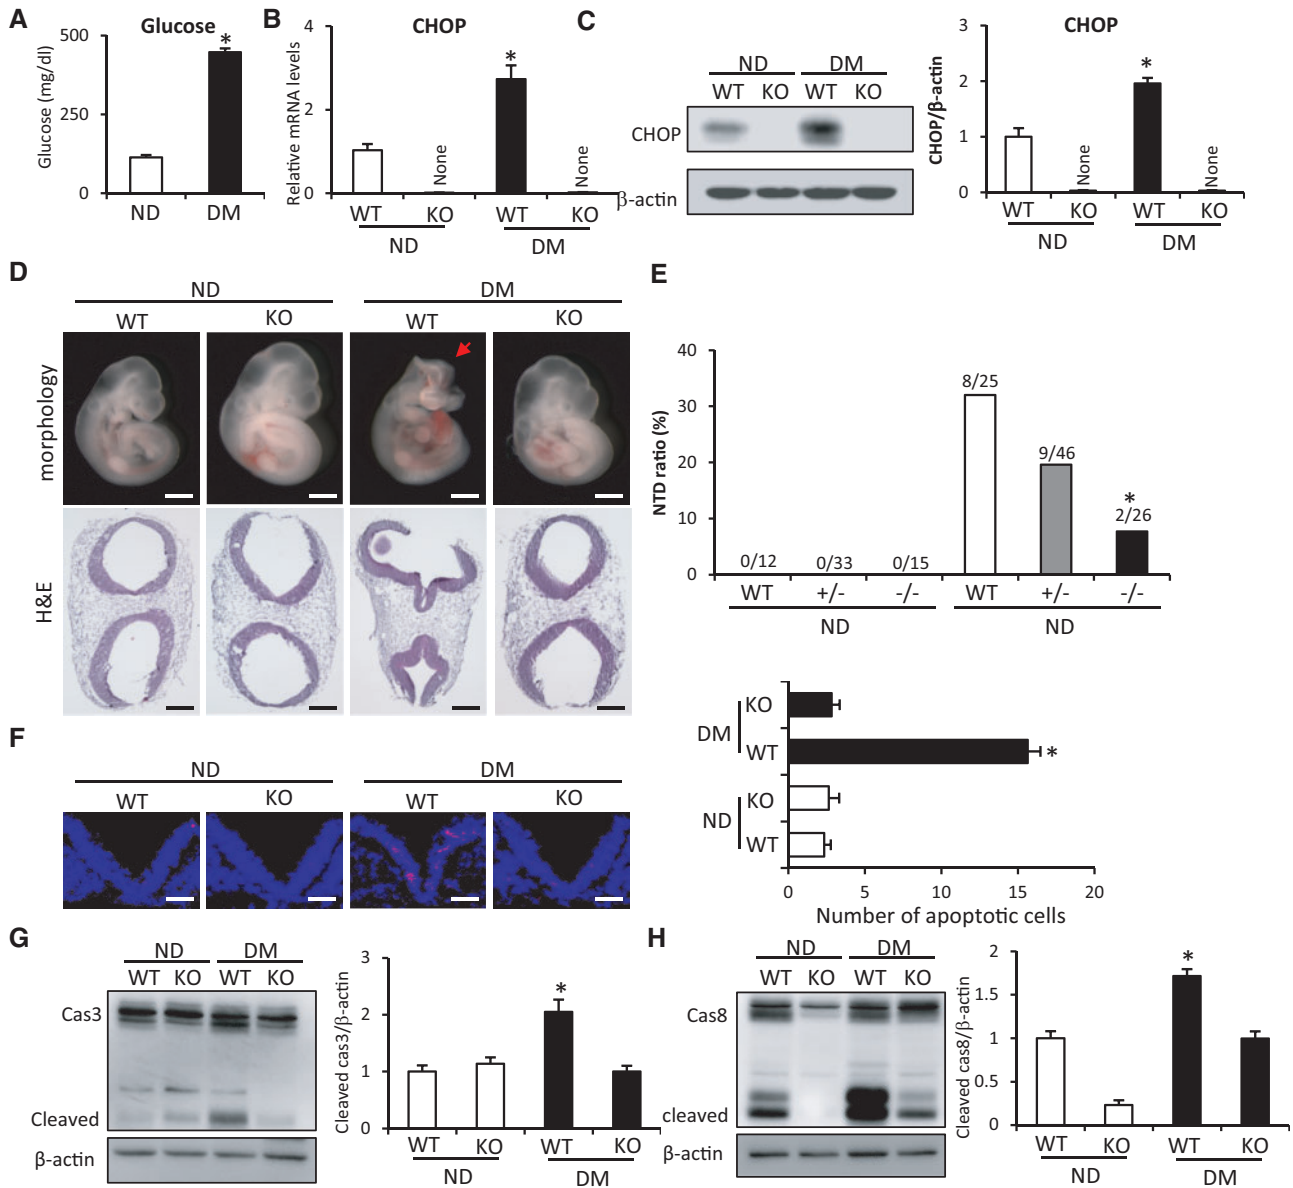 A
Glucose
Glucose (mg/dl)
500
250
0
*
ND
DM
B
CHOP
Relative mRNA levels
4
2
0
*
None
None
WT
KO
WT
KO
ND
DM
C
ND
DM
WT
KO
WT
KO
CHOP
β-actin
CHOP
CHOP/β-actin
3
2
1
0
*
None
None
WT
KO
WT
KO
ND
DM
D
ND
DM
WT
KO
WT
KO
morphology
H&E
E
NTD ratio (%)
40
30
20
10
0
0/12
0/33
0/15
8/25
9/46
*
2/26
WT
+/-
-/-
WT
+/-
-/-
ND
ND
F
ND
DM
WT
KO
WT
KO
DM
KO
WT
*
ND
KO
WT
0
5
10
15
20
Number of apoptotic cells
G
ND
DM
WT
KO
WT
KO
Cas3
Cleaved
β-actin
Cleaved cas3/β-actin
3
2
1
0
*
WT
KO
WT
KO
ND
DM
H
ND
DM
WT
KO
WT
KO
Cas8
cleaved
β-actin
Cleaved cas8/β-actin
2
1.5
1
0.5
0
*
WT
KO
WT
KO
ND
DM